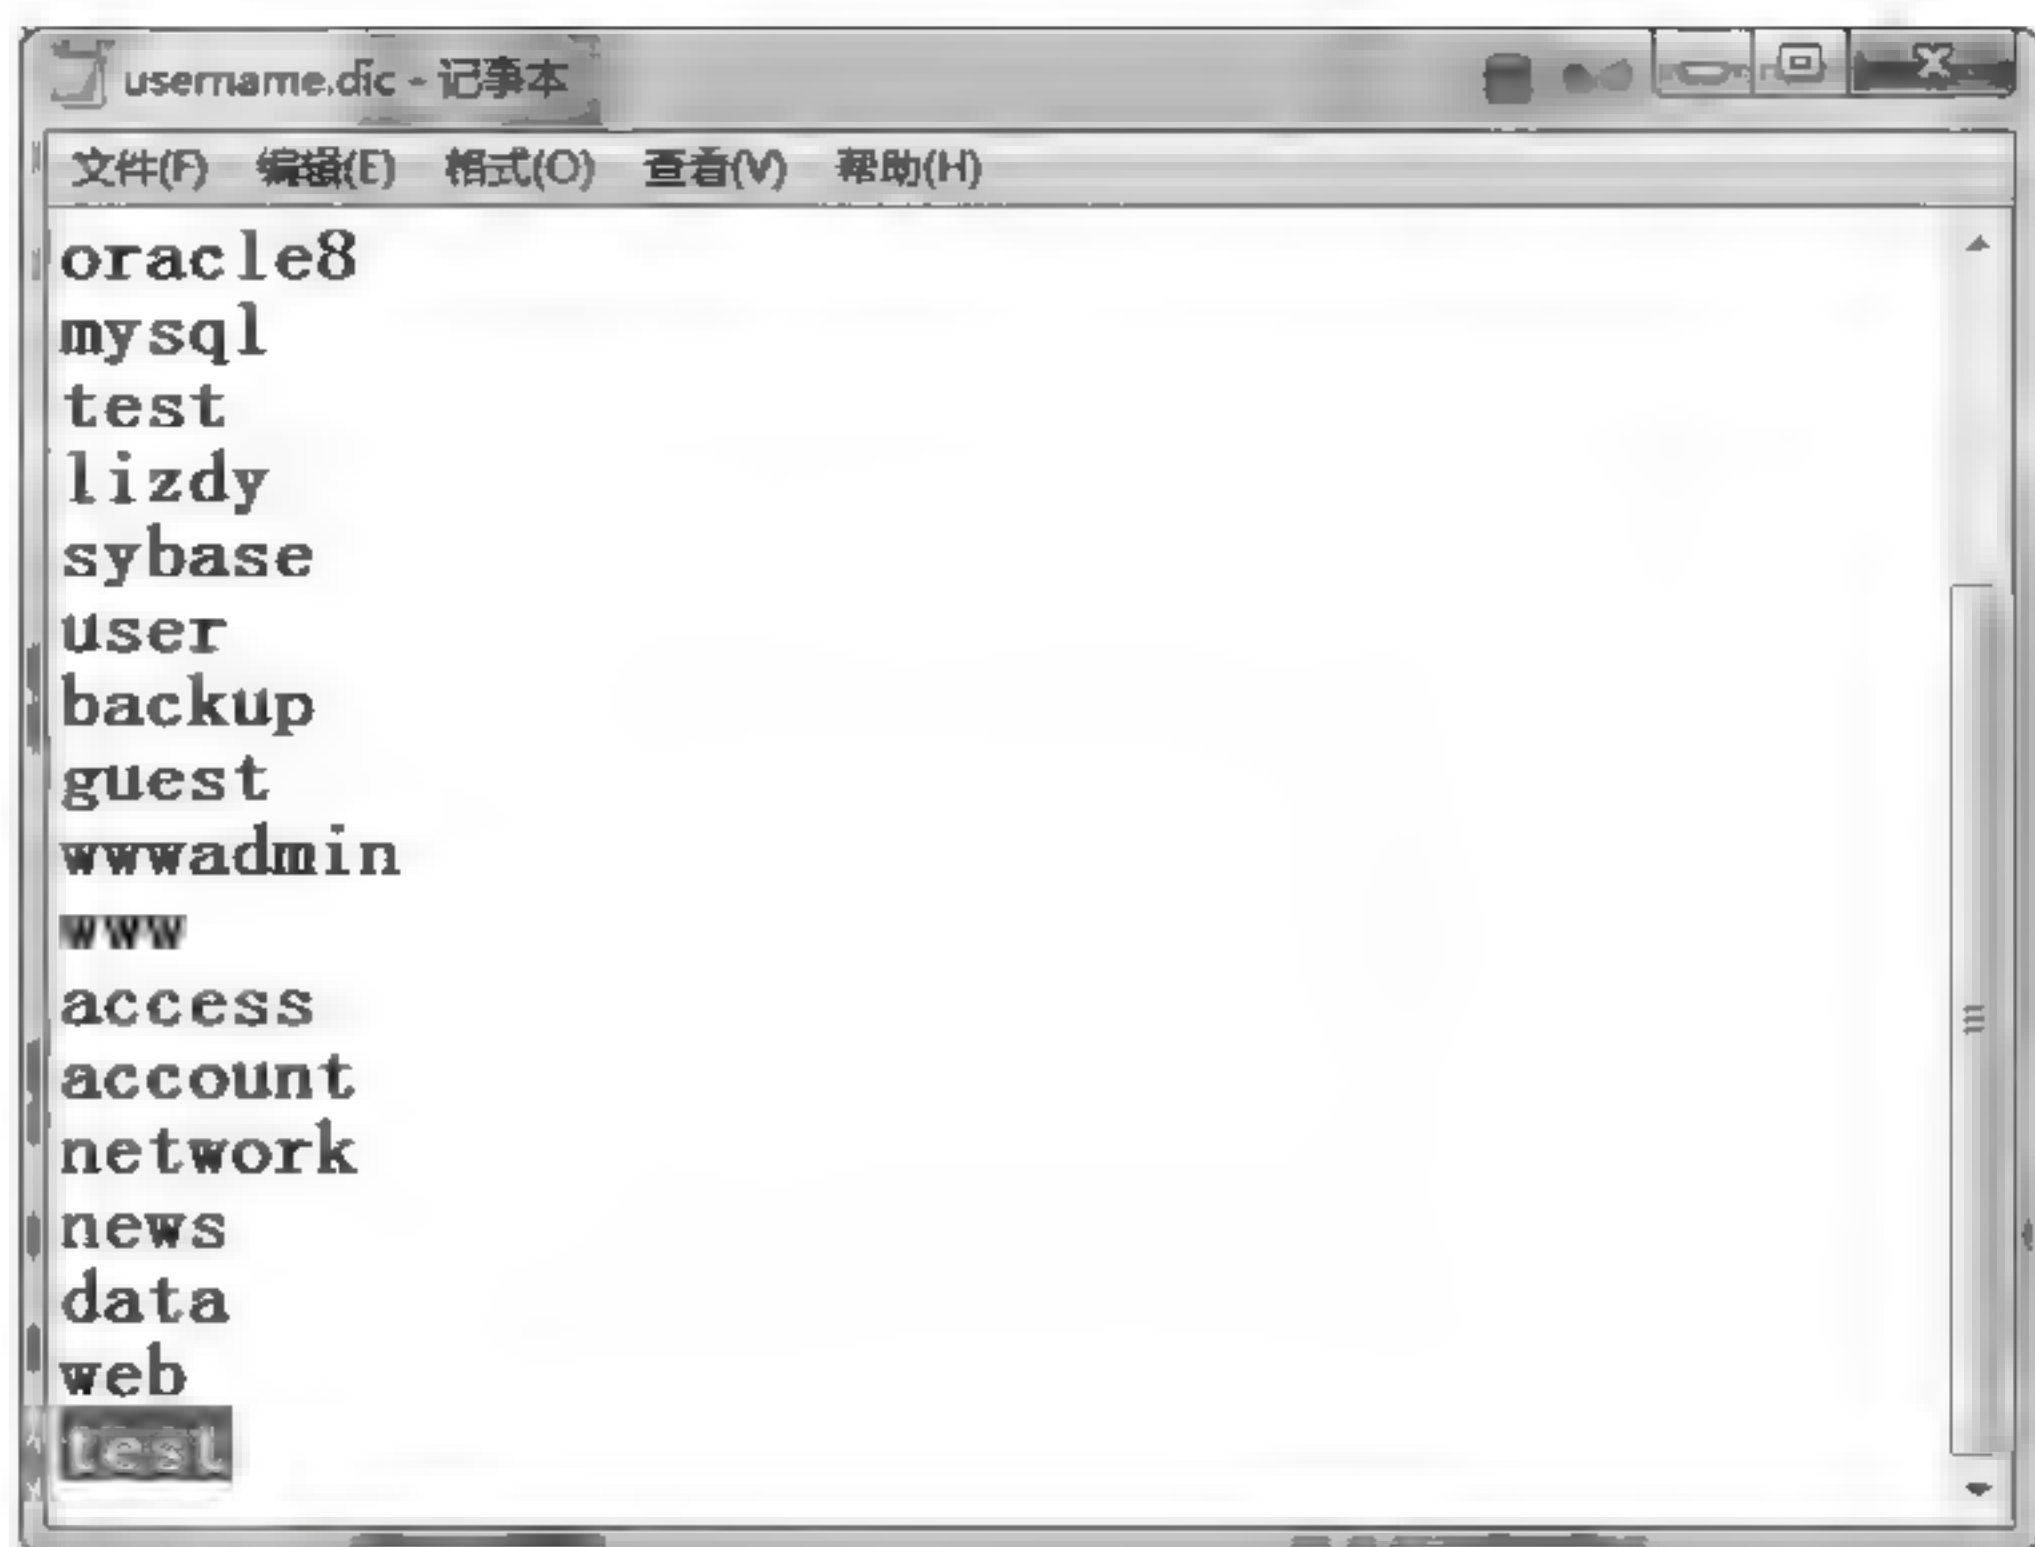 username.dic - 记事本
文件(F) 编辑(E) 格式(O) 查看(V) 帮助(H)
oracle8
mysql
test
lizdy
sybase
user
backup
guest
wwwadmin
www
access
account
network
news
data
web
test